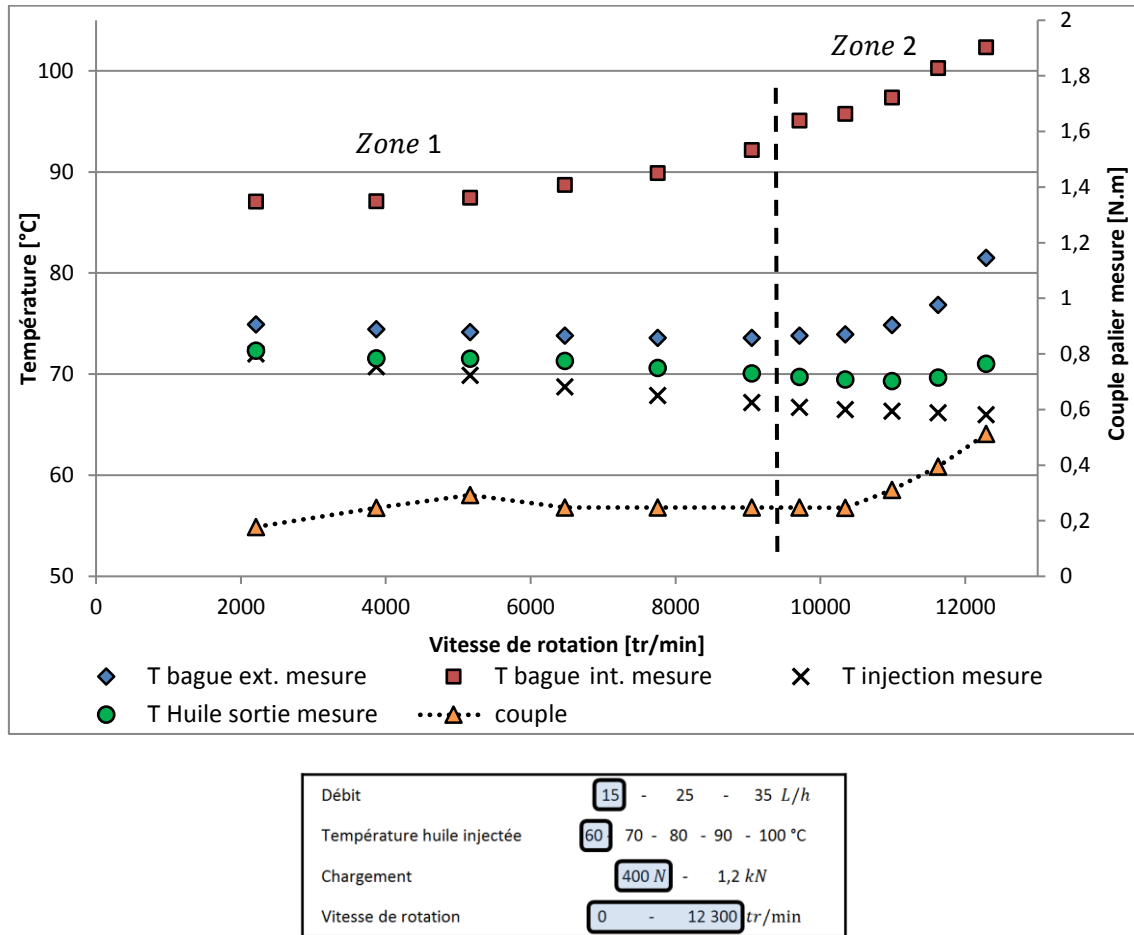 Zone 1
Zone 2
Température [°C]
100
90
80
70
60
50
Couple palier mesure [N.m]
2
1,8
1,6
1,4
1,2
1
0,8
0,6
0,4
0,2
0
0 2000 4000 6000 8000 10000 12000
Vitesse de rotation [tr/min]
T bague ext. mesure T bague int. mesure T injection mesure
T Huile sortie mesure couple
Débit 15 - 25 - 35 L/h
Température huile injectée 60 - 70 - 80 - 90 - 100 °C
Chargement 400 N - 1,2 kN
Vitesse de rotation 0 - 12 300 tr/min